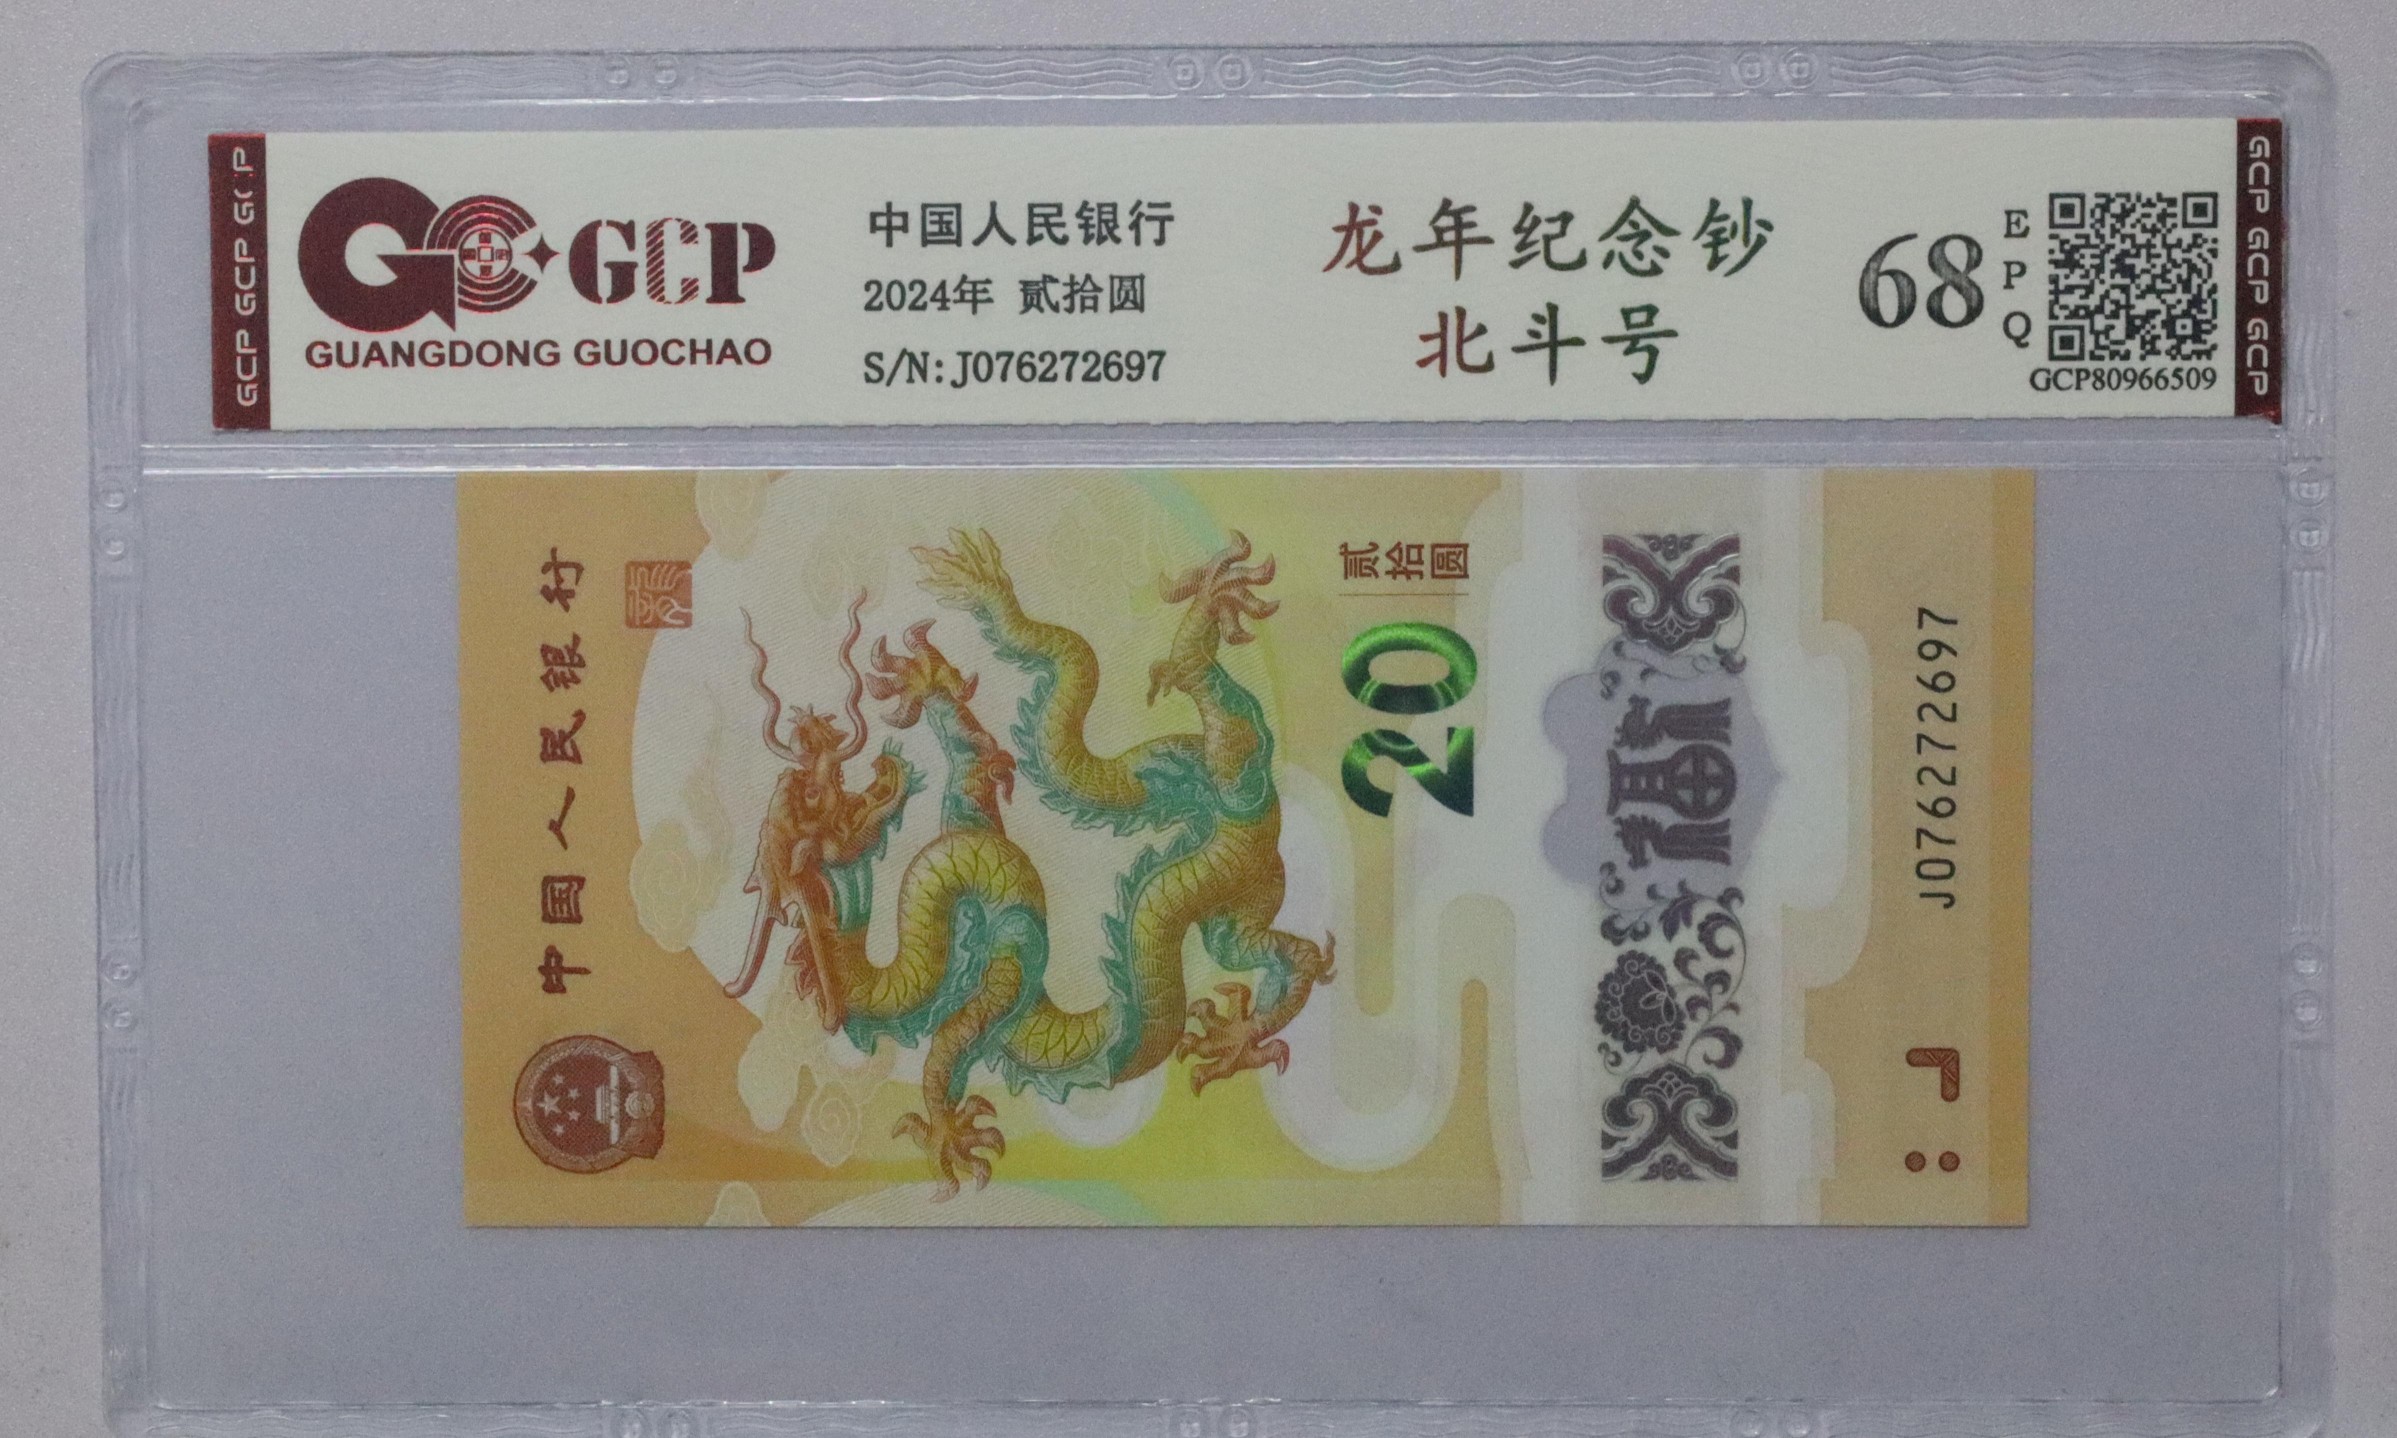 GCP GCP GCP
GCP
GUANGDONG GUOCHAO
中国人民银行
2024年 贰拾圆
S/N:J076272697
龙年纪念钞
北斗号
68
EPQ
GCP80966509
GCP GCP GCP
中国人民银行
贰拾圆
20
J076272697